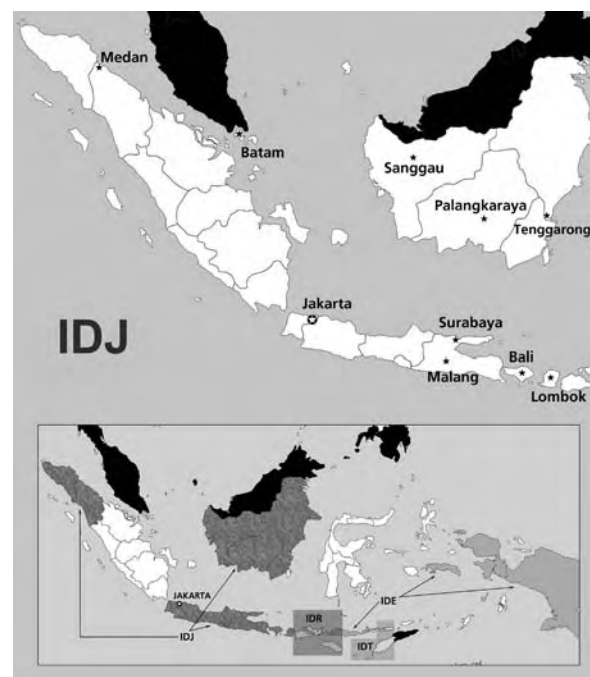 Medan
Batam
Sanggau
Palangkaraya
Tenggarong
Jakarta
IDJ
Surabaya
Bali
Malang
Lombok
JAKARTA
IDJ
IDR
IDE
IDT